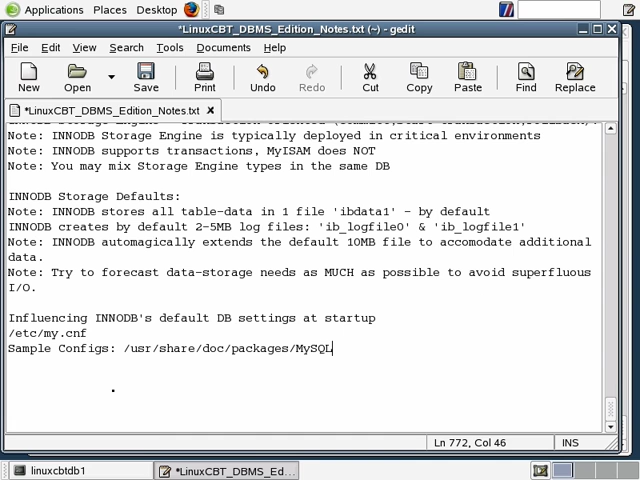 Applications Places Desktop
*LinuxCBT_DBMS_Edition_Notes.txt (~) - gedit
File Edit View Search Tools Documents Help
New Open Save Print Undo Redo Cut Copy Paste Find Replace
*LinuxCBT_DBMS_Edition_Notes.txt x
Note: INNODB Storage Engine is typically deployed in critical environments
Note: INNODB supports transactions, MyISAM does NOT
Note: You may mix Storage Engine types in the same DB
INNODB Storage Defaults:
Note: INNODB stores all table-data in 1 file 'ibdata1' - by default
INNODB creates by default 2-5MB log files: 'ib_logfile0' & 'ib_logfile1'
Note: INNODB automagically extends the default 10MB file to accomodate additional
data.
Note: Try to forecast data-storage needs as MUCH as possible to avoid superfluous
I/O.
Influencing INNODB's default DB settings at startup
/etc/my.cnf
Sample Configs: /usr/share/doc/packages/MySQL
Ln 772, Col 46 INS
linuxcbtdb1 *LinuxCBT_DBMS_Ed...